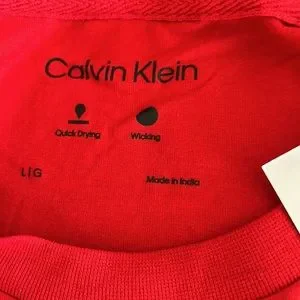 Calvin Klein
Quick Drying Wicking
L|G Made in India